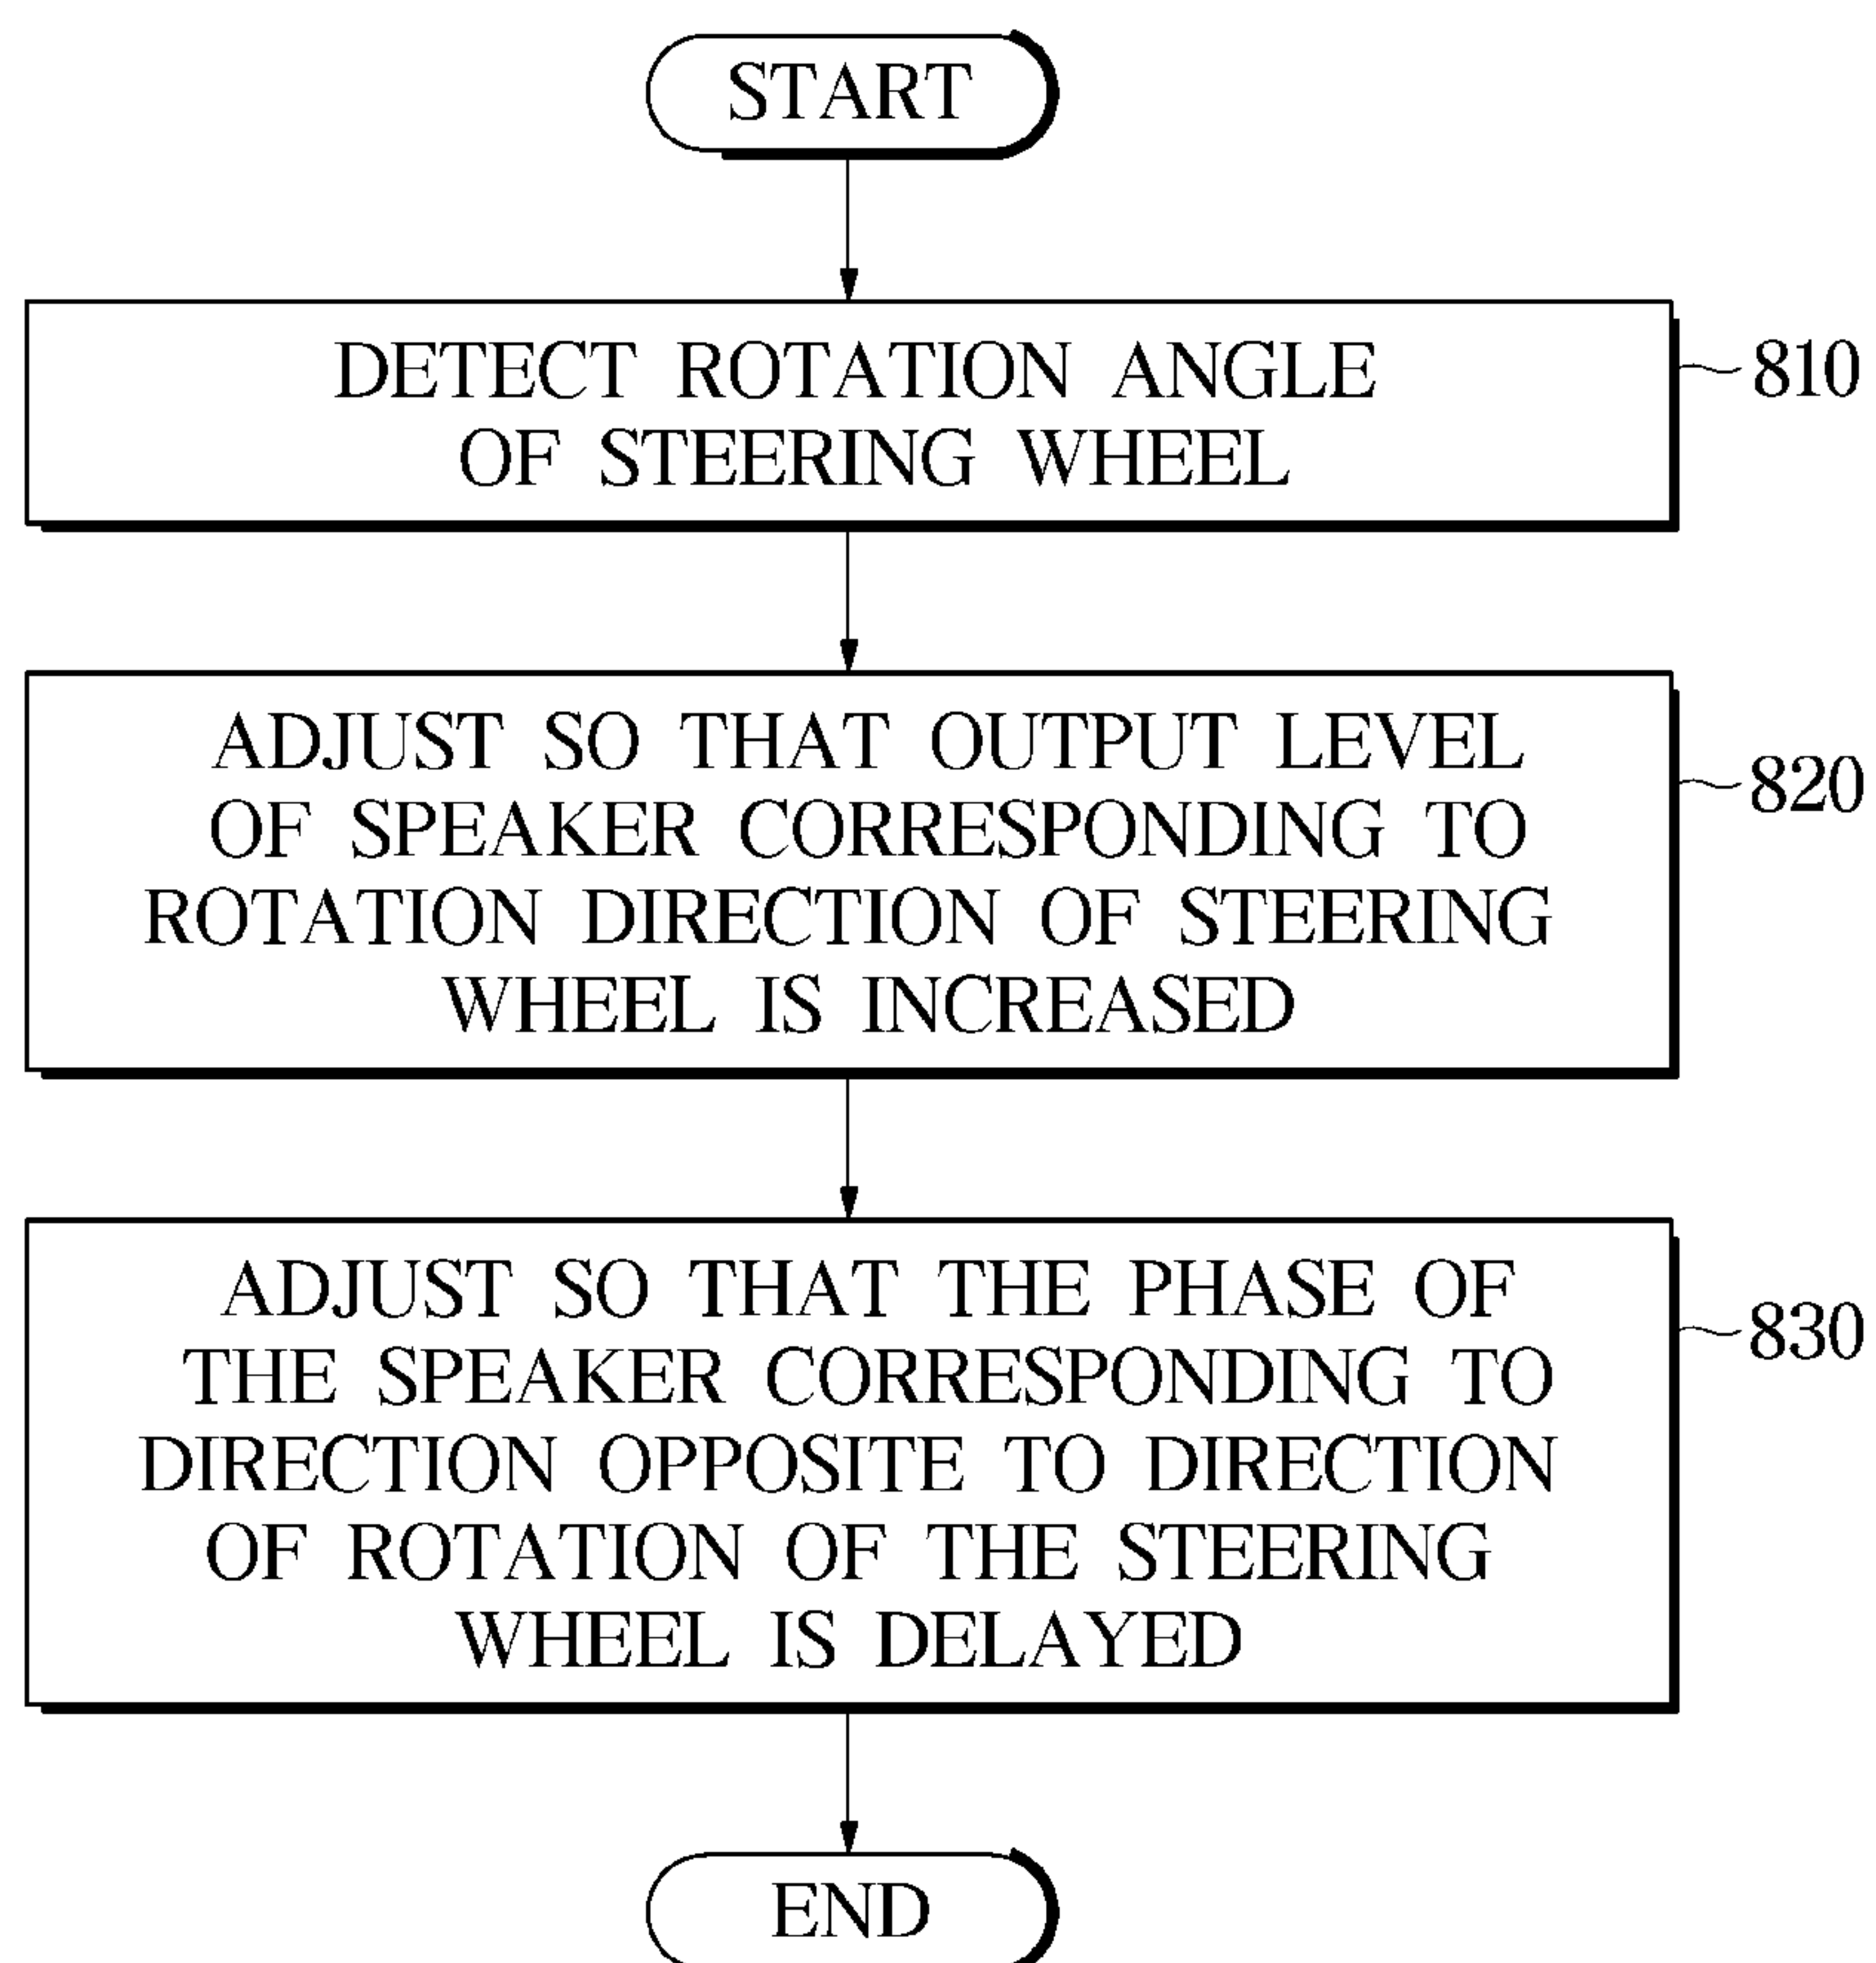 START
DETECT ROTATION ANGLE
OF STEERING WHEEL
810
ADJUST SO THAT OUTPUT LEVEL
OF SPEAKER CORRESPONDING TO
ROTATION DIRECTION OF STEERING
WHEEL IS INCREASED
820
ADJUST SO THAT THE PHASE OF
THE SPEAKER CORRESPONDING TO
DIRECTION OPPOSITE TO DIRECTION
OF ROTATION OF THE STEERING
WHEEL IS DELAYED
830
END